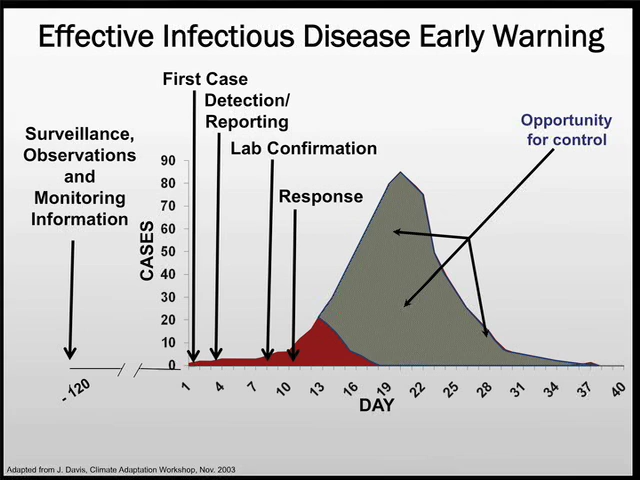 Effective Infectious Disease Early Warning
First Case
Detection/
Reporting
Lab Confirmation
Response
Surveillance,
Observations
and
Monitoring
Information
Opportunity
for control
CASES
90
80
70
60
50
40
30
20
10
0
- 120
1
4
7
10
13
16
19
22
25
28
31
34
37
40
DAY
Adapted from J. Davis, Climate Adaptation Workshop, Nov. 2003